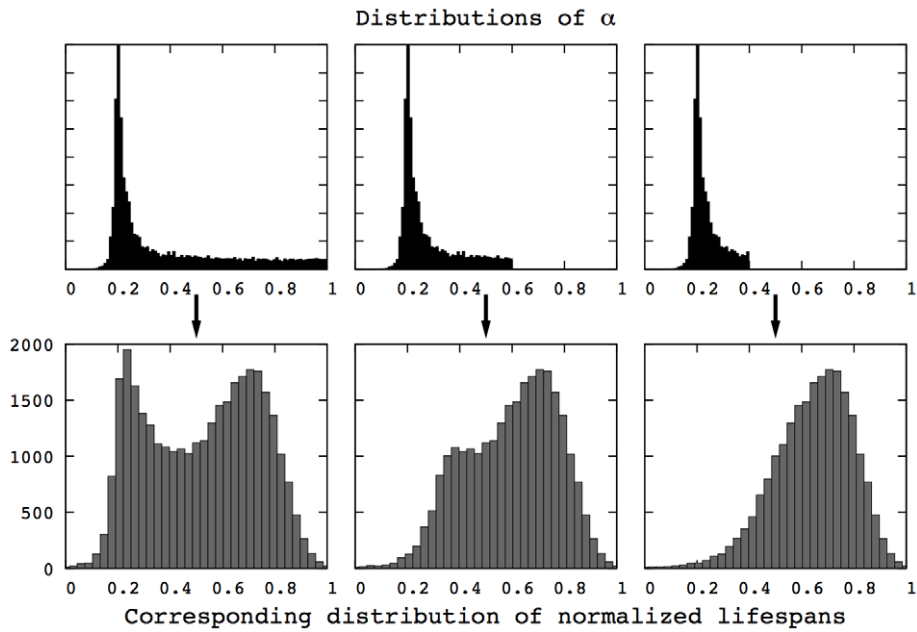 Distributions of α
0 0.2 0.4 0.6 0.8 1 0 0.2 0.4 0.6 0.8 1 0 0.2 0.4 0.6 0.8 1
2000
1500
1000
500
0
0 0.2 0.4 0.6 0.8 1 0 0.2 0.4 0.6 0.8 1 0 0.2 0.4 0.6 0.8 1
Corresponding distribution of normalized lifespans